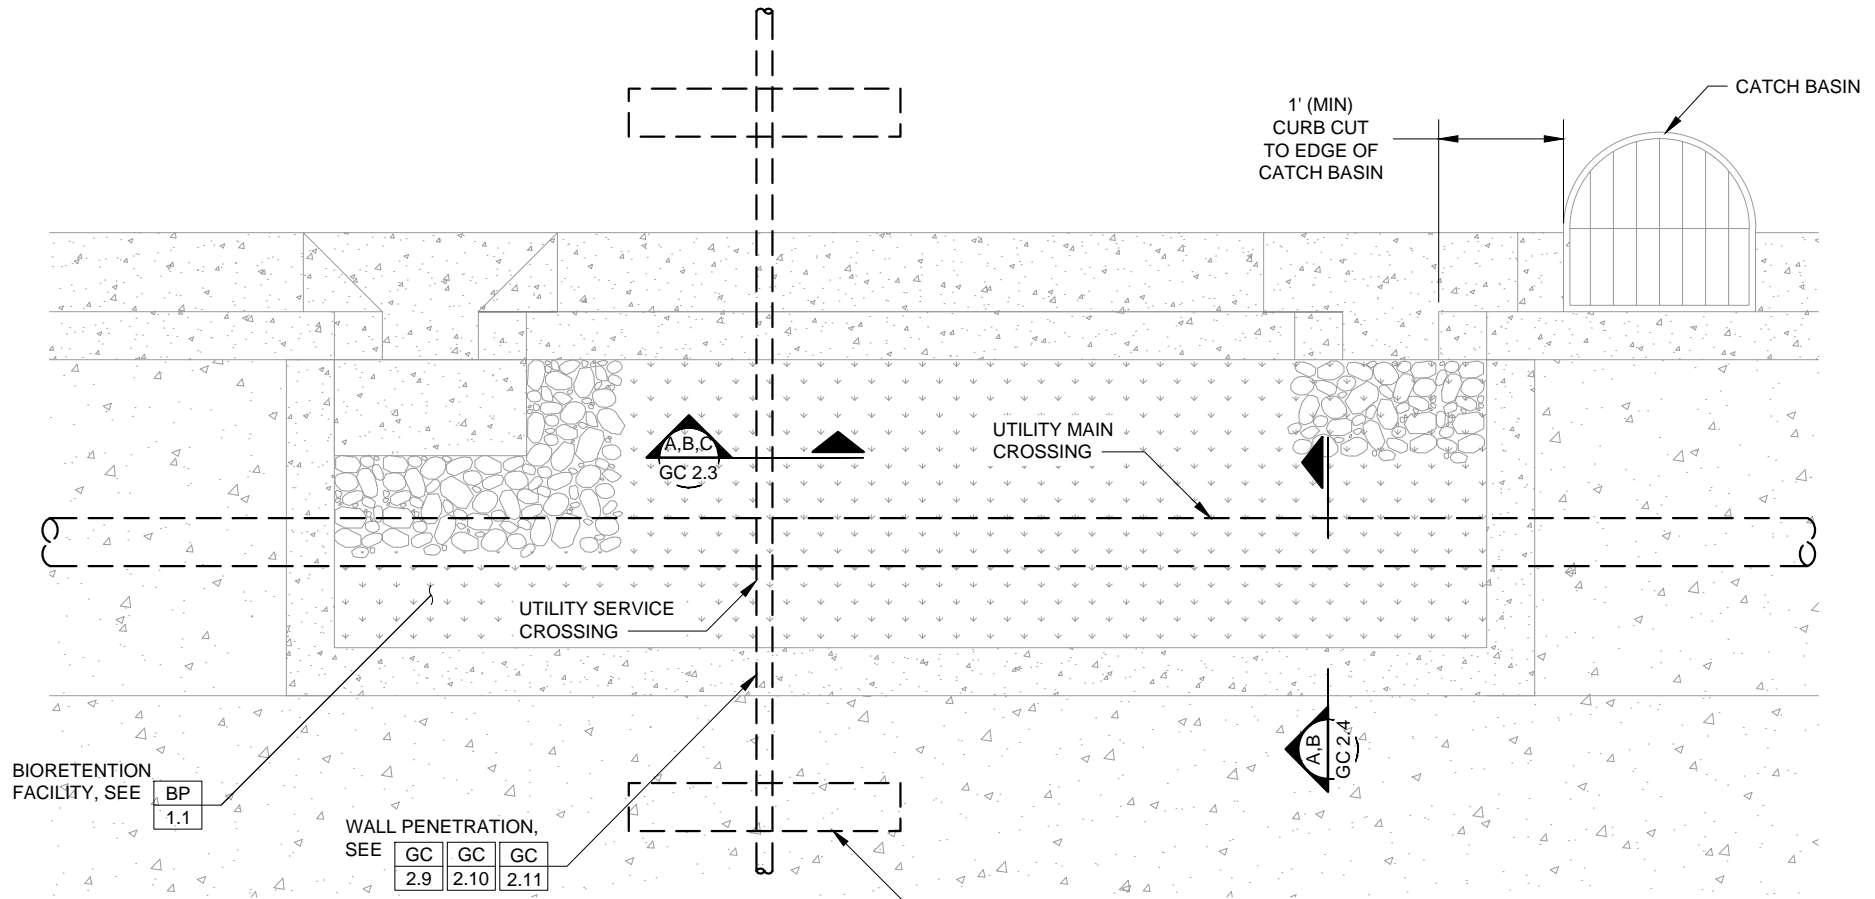 CATCH BASIN
1' (MIN)
CURB CUT
TO EDGE OF
CATCH BASIN
A,B,C
GC 2.3
UTILITY MAIN
CROSSING
UTILITY SERVICE
CROSSING
A,B
GC 2.4
BIORETENTION
FACILITY, SEE
BP
1.1
WALL PENETRATION,
SEE
GC GC GC
2.9 2.10 2.11